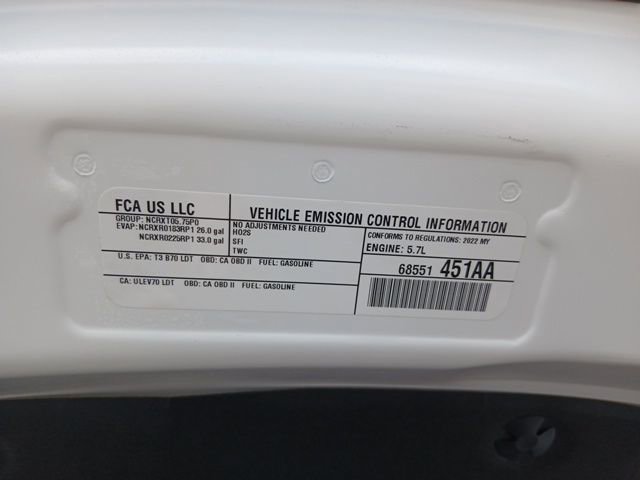 FCA US LLC
GROUP: NCRXT05.75P0
EVAP: NCRXR0183RP1 26.0 gal
NCRXR0225RP1 33.0 gal
VEHICLE EMISSION CONTROL INFORMATION
NO ADJUSTMENTS NEEDED
HO2S
SFI
TWC
CONFORMS TO REGULATIONS: 2022 MY
ENGINE: 5.7L
U.S. EPA: T3 B70 LDT OBD: CA OBD II FUEL: GASOLINE
CA: ULEV70 LDT OBD: CA OBD II FUEL: GASOLINE
68551 451AA